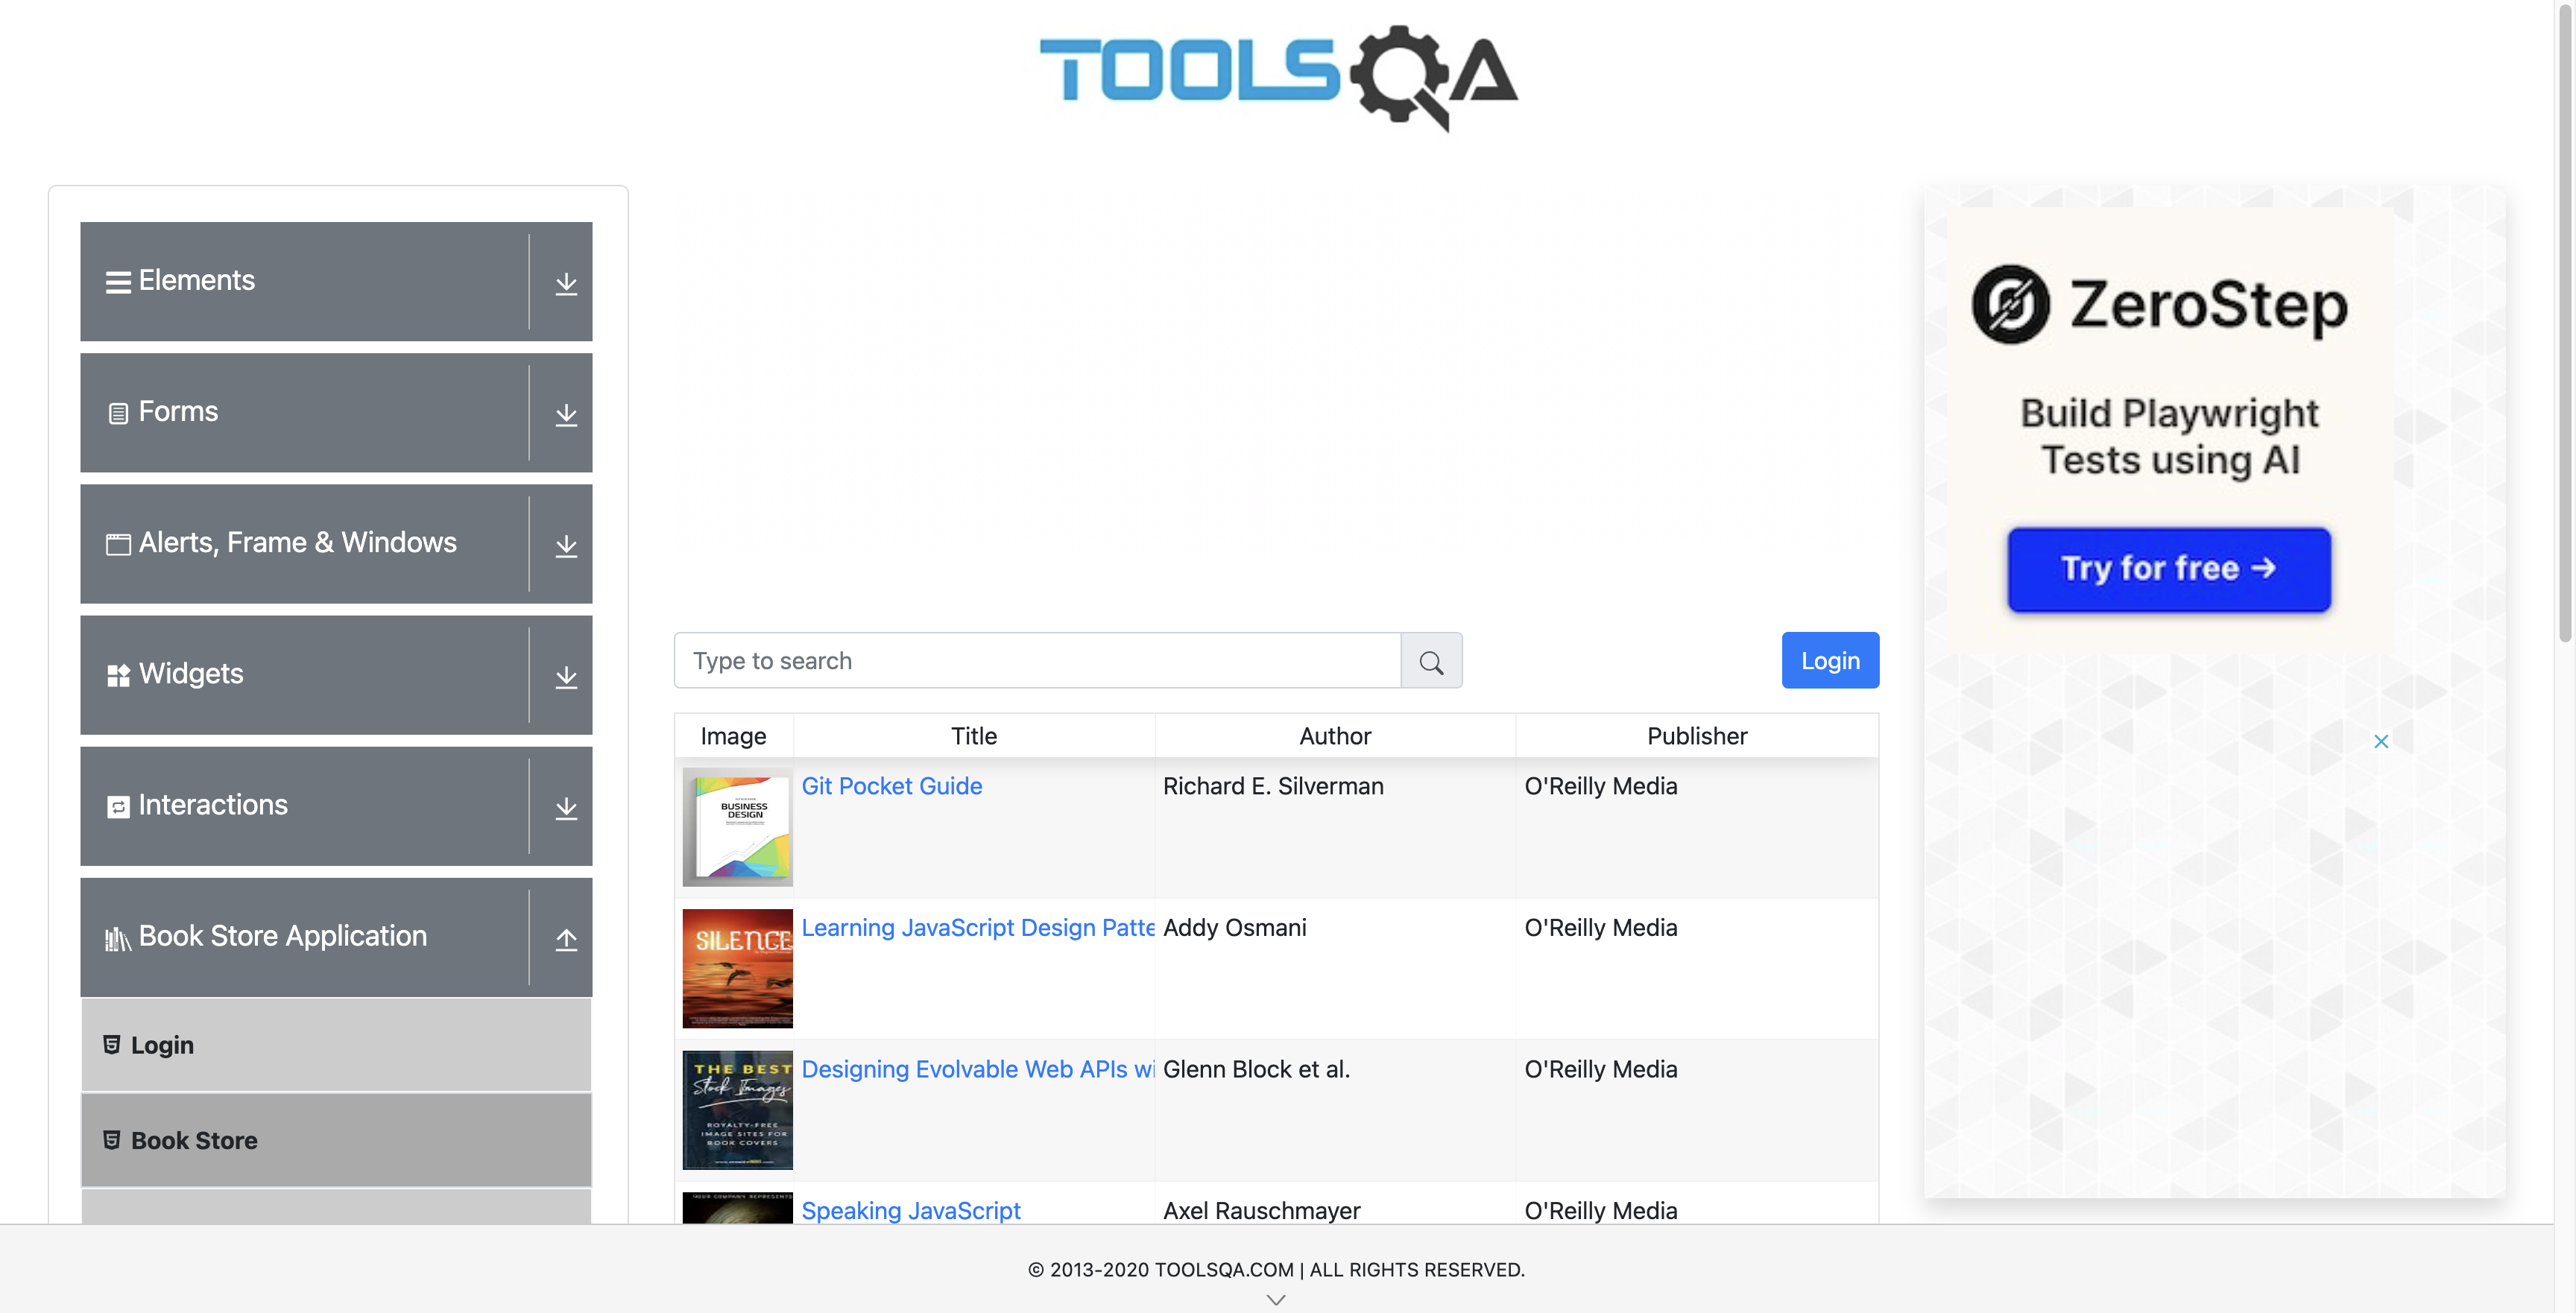 TOOLSQA
Elements
Forms
Alerts, Frame & Windows
Widgets
Interactions
Book Store Application
Login
Book Store
Type to search
Login
Image Title Author Publisher
BUSINESS
DESIGN
Git Pocket Guide Richard E. Silverman O'Reilly Media
SILENCE
Learning JavaScript Design Patte Addy Osmani O'Reilly Media
THE BEST
Stock Images
ROYALTY-FREE
IMAGE SITES FOR
BOOK COVERS
Designing Evolvable Web APIs wi Glenn Block et al. O'Reilly Media
YOUR COMPANY REPRESENTS
Speaking JavaScript Axel Rauschmayer O'Reilly Media
ZeroStep
Build Playwright
Tests using AI
Try for free →
© 2013-2020 TOOLSQA.COM | ALL RIGHTS RESERVED.